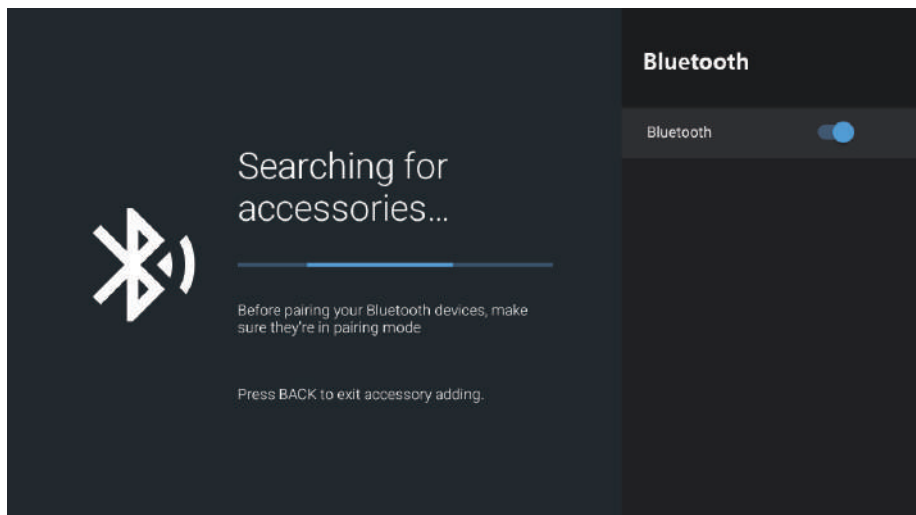 Searching for
accessories...
Before pairing your Bluetooth devices, make
sure they're in pairing mode
Press BACK to exit accessory adding.
Bluetooth
Bluetooth